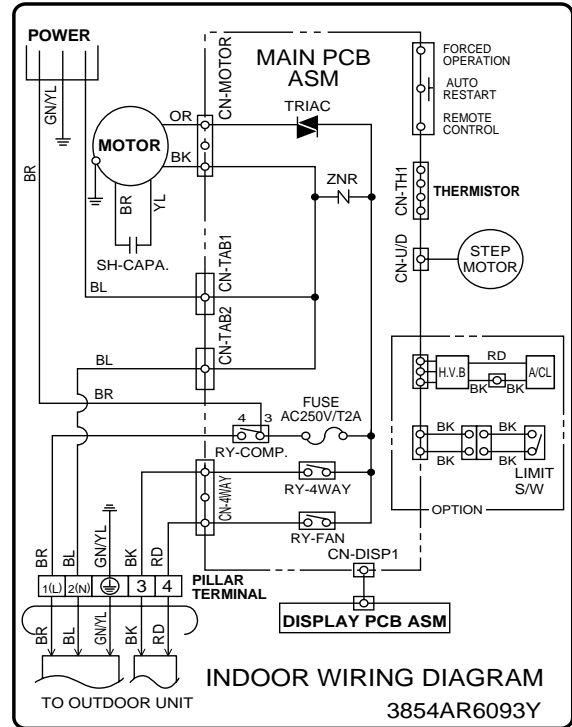 POWER
GN/YL
BR
MOTOR
OR
BK
BR
YL
SH-CAPA.
BL
CN-MOTOR
MAIN PCB
ASM
TRIAC
ZNR
CN-TAB1
CN-TAB2
BL
BR
FUSE
AC250V/T2A
4 3
RY-COMP.
CN-4WAY
RY-4WAY
RY-FAN
CN-DISP1
DISPLAY PCB ASM
FORCED
OPERATION
AUTO
RESTART
REMOTE
CONTROL
CN-TH1
THERMISTOR
CN-U/D
STEP
MOTOR
H.V.B
RD
A/CL
BK BK
BK BK
BK BK
LIMIT
S/W
OPTION
BR
BL
GN/YL
BK
RD
1(L) 2(N) 3 4
PILLAR
TERMINAL
BR
BL
GN/YL
BK
RD
TO OUTDOOR UNIT
INDOOR WIRING DIAGRAM
3854AR6093Y